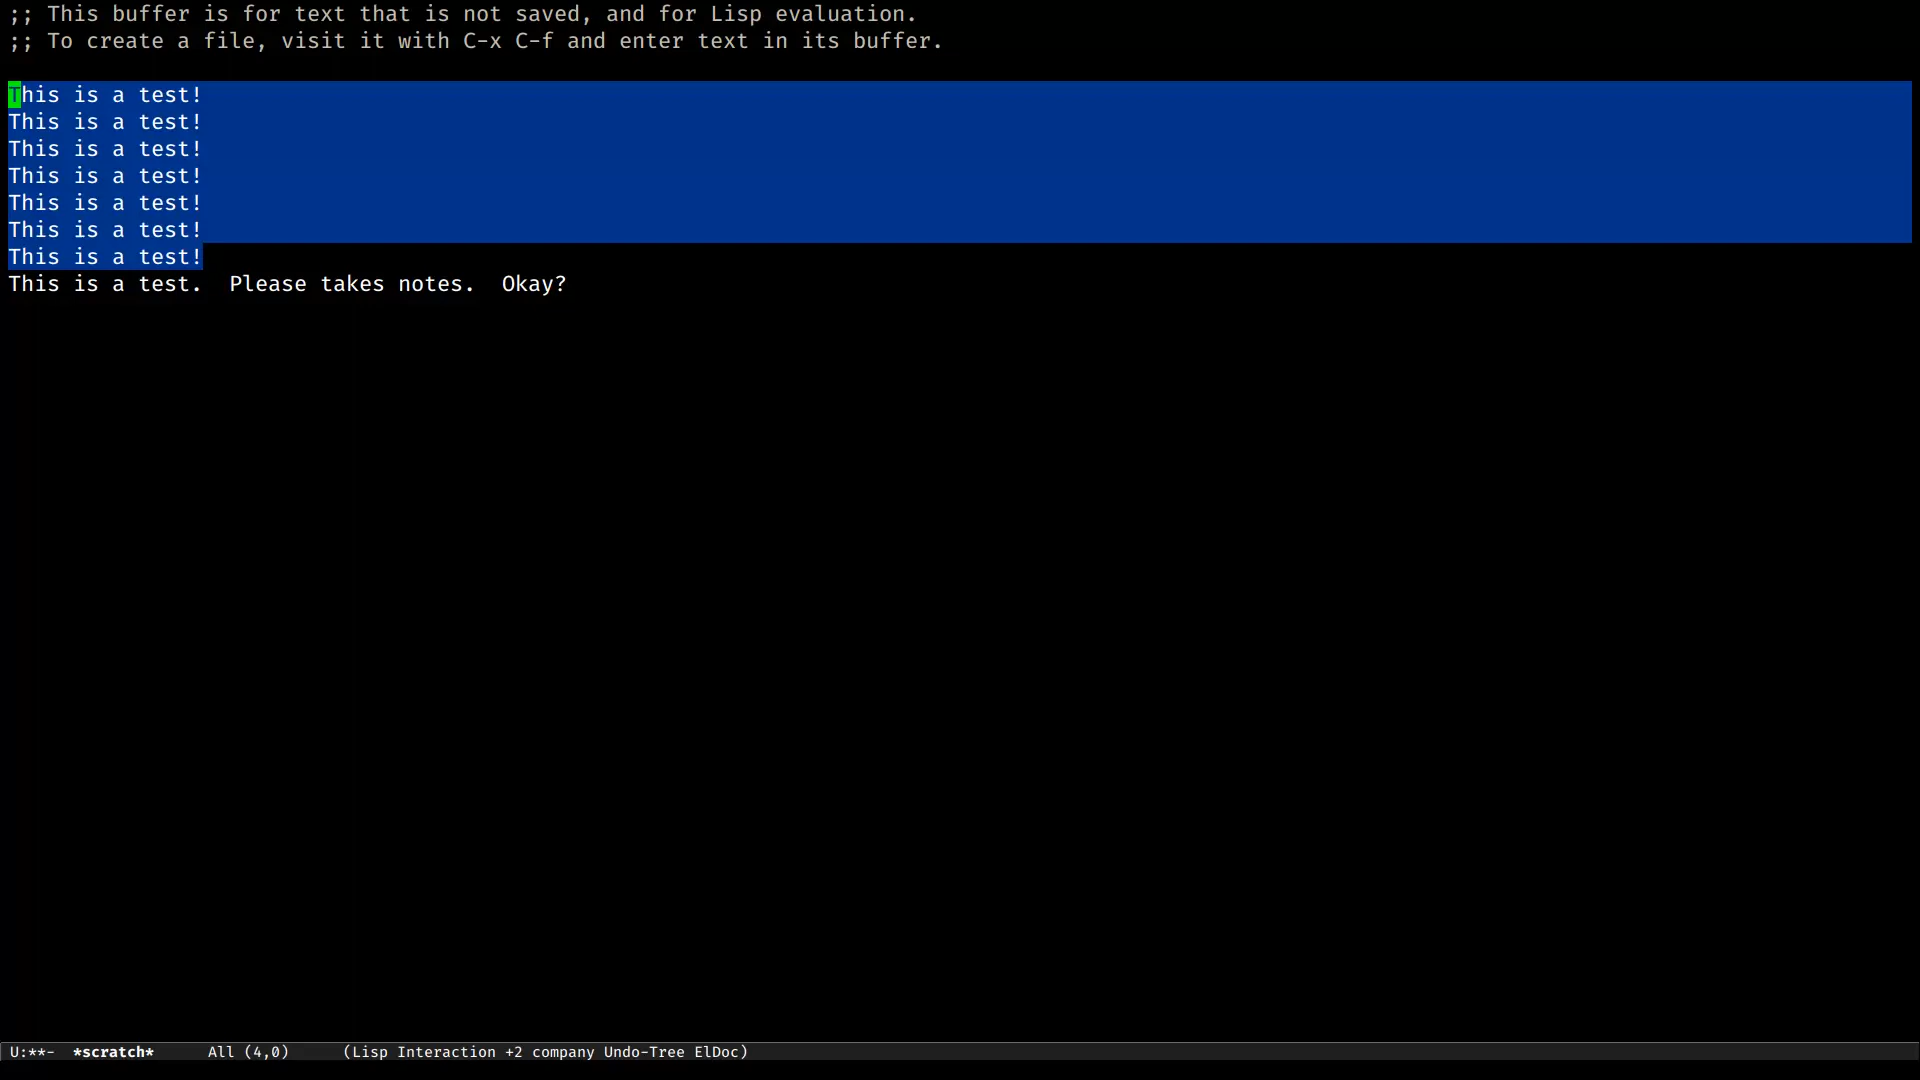 ;; This buffer is for text that is not saved, and for Lisp evaluation.
;; To create a file, visit it with C-x C-f and enter text in its buffer.
This is a test!
This is a test!
This is a test!
This is a test!
This is a test!
This is a test!
This is a test!
This is a test.  Please takes notes.  Okay?
U:**-  *scratch*      All (4,0)      (Lisp Interaction +2 company Undo-Tree ElDoc)